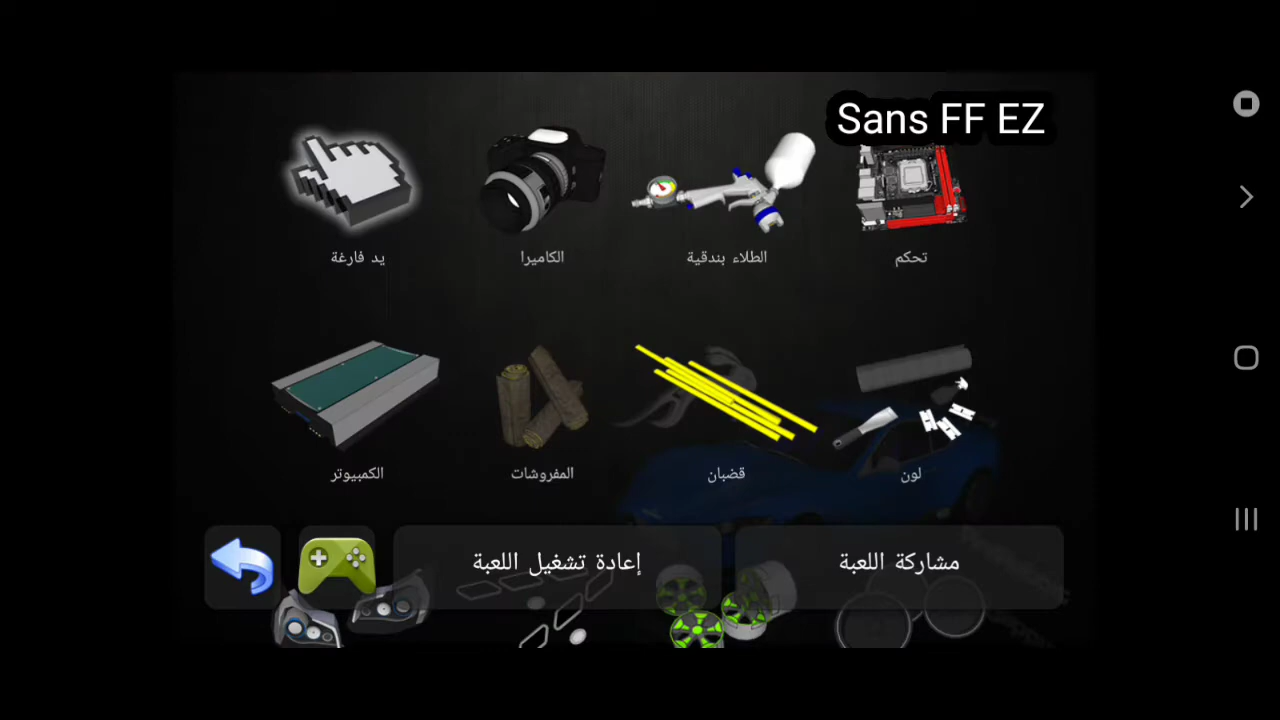 Sans FF EZ
يد فارغة
الكاميرا
الطلاء بندقية
تحكم
الكمبيوتر
المفروشات
قضبان
لون
إعادة تشغيل اللعبة
مشاركة اللعبة